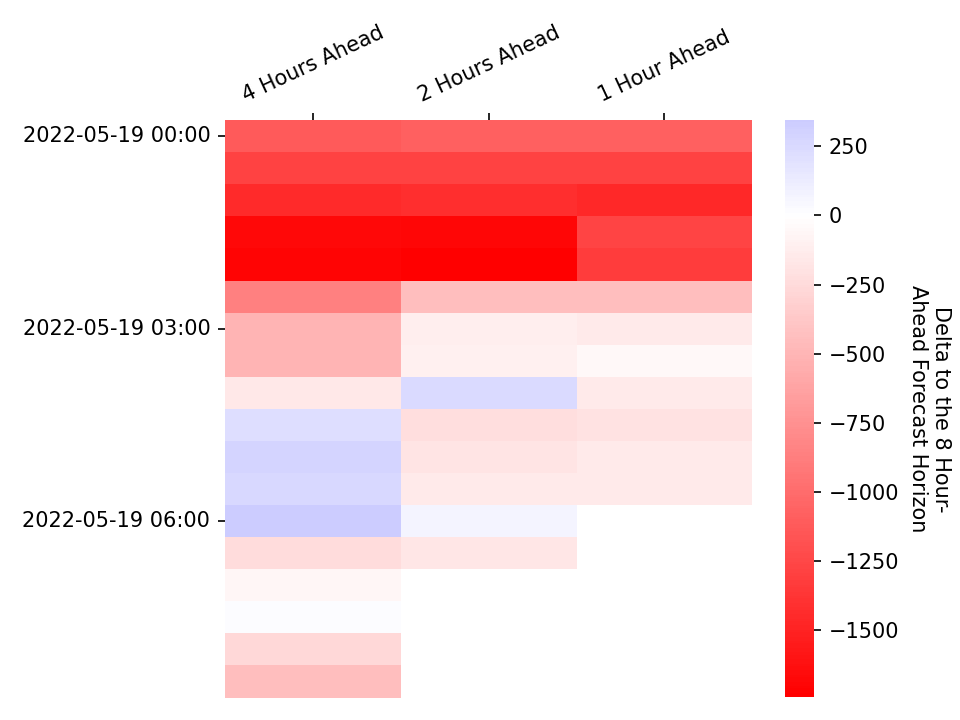 4 Hours Ahead
2 Hours Ahead
1 Hour Ahead
2022-05-19 00:00
2022-05-19 03:00
2022-05-19 06:00
250
0
−250
−500
−750
−1000
−1250
−1500
Delta to the 8 Hour-
Ahead Forecast Horizon